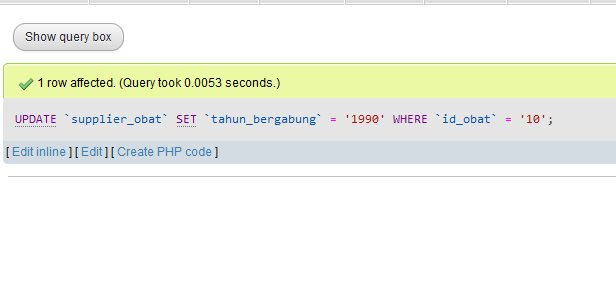 Show query box
1 row affected. (Query took 0.0053 seconds.)
UPDATE `supplier_obat` SET `tahun_bergabung` = '1990' WHERE `id_obat` = '10';
[ Edit inline ] [ Edit ] [ Create PHP code ]